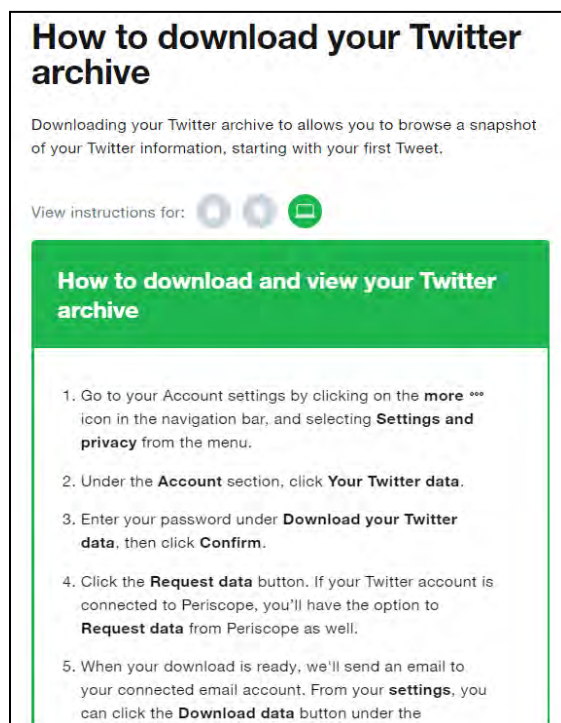 How to download your Twitter
archive
Downloading your Twitter archive to allows you to browse a snapshot
of your Twitter information, starting with your first Tweet.
View instructions for:
How to download and view your Twitter
archive
1. Go to your Account settings by clicking on the more °°°
icon in the navigation bar, and selecting Settings and
privacy from the menu.
2. Under the Account section, click Your Twitter data.
3. Enter your password under Download your Twitter
data, then click Confirm.
4. Click the Request data button. If your Twitter account is
connected to Periscope, you'll have the option to
Request data from Periscope as well.
5. When your download is ready, we'll send an email to
your connected email account. From your settings, you
can click the Download data button under the